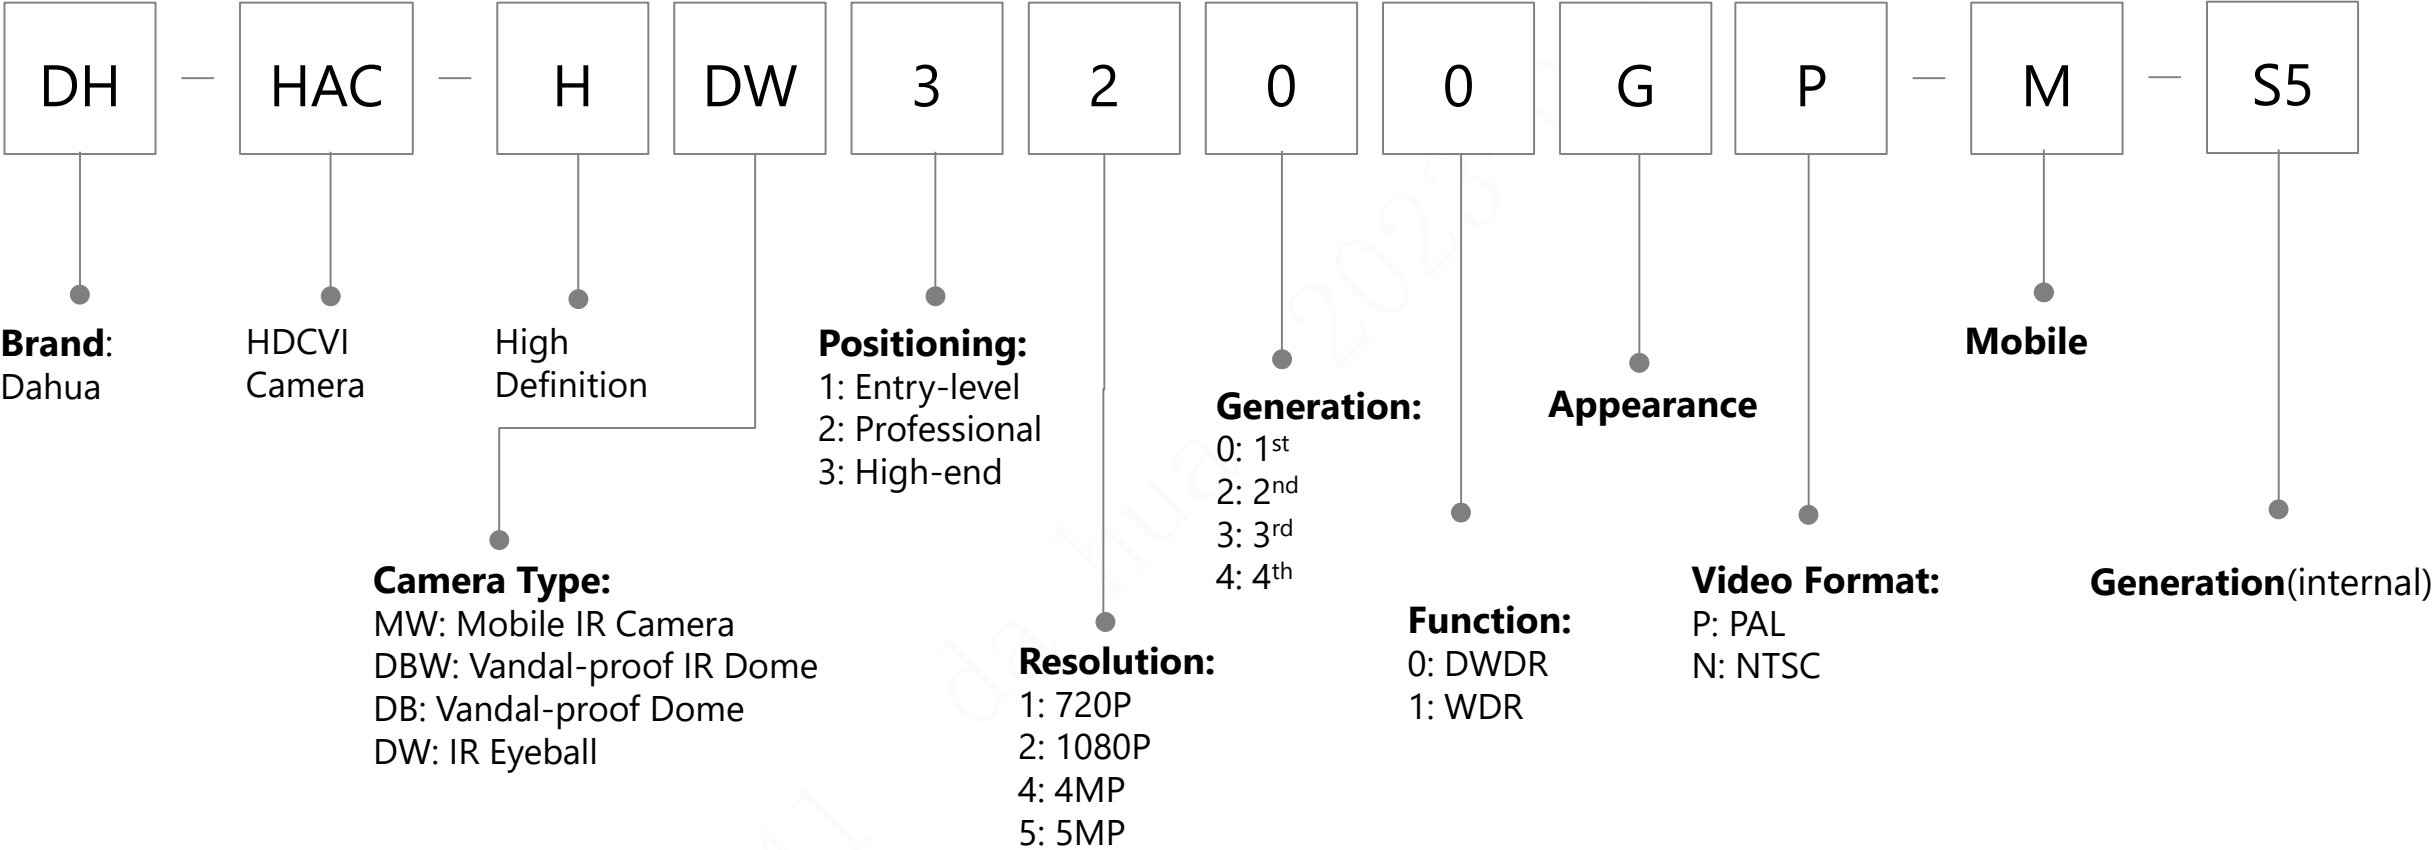 DH — HAC — H DW 3 2 0 0 G P — M — S5
Brand:
Dahua
HDCVI
Camera
High
Definition
Camera Type:
MW: Mobile IR Camera
DBW: Vandal-proof IR Dome
DB: Vandal-proof Dome
DW: IR Eyeball
Positioning:
1: Entry-level
2: Professional
3: High-end
Resolution:
1: 720P
2: 1080P
4: 4MP
5: 5MP
Generation:
0: 1st
2: 2nd
3: 3rd
4: 4th
Function:
0: DWDR
1: WDR
Appearance
Video Format:
P: PAL
N: NTSC
Mobile
Generation(internal)
da hua 2023